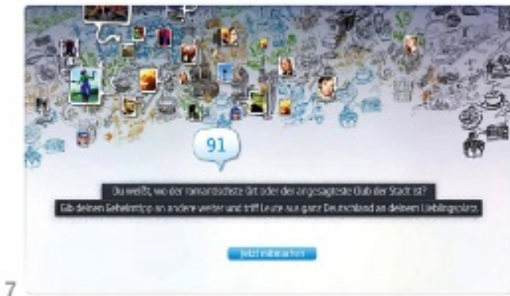 91
Du weißt, wo der romantischste Ort oder der angesagteste Club der Stadt ist?
Gib deinen Geheimtipp an andere weiter und triff Leute aus ganz Deutschland an deinem Lieblingsplatz.
Jetzt mitmachen
7